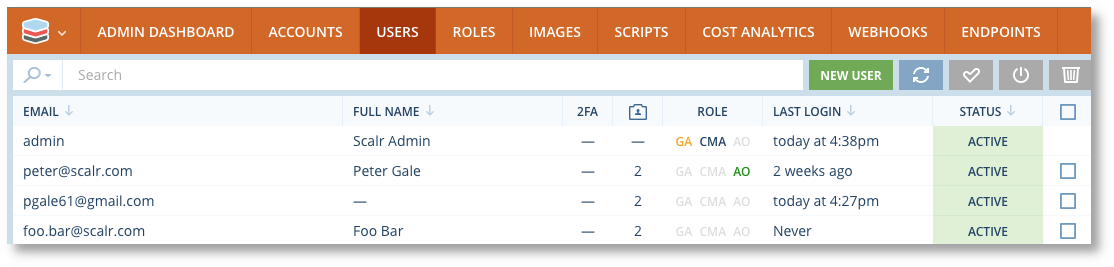 ADMIN DASHBOARD ACCOUNTS USERS ROLES IMAGES SCRIPTS COST ANALYTICS WEBHOOKS ENDPOINTS
Search NEW USER
EMAIL FULL NAME 2FA ROLE LAST LOGIN STATUS
admin Scalr Admin — — GA CMA AO today at 4:38pm ACTIVE
peter@scalr.com Peter Gale — 2 GA CMA AO 2 weeks ago ACTIVE
pgale61@gmail.com — — 2 GA CMA AO today at 4:27pm ACTIVE
foo.bar@scalr.com Foo Bar — 2 GA CMA AO Never ACTIVE